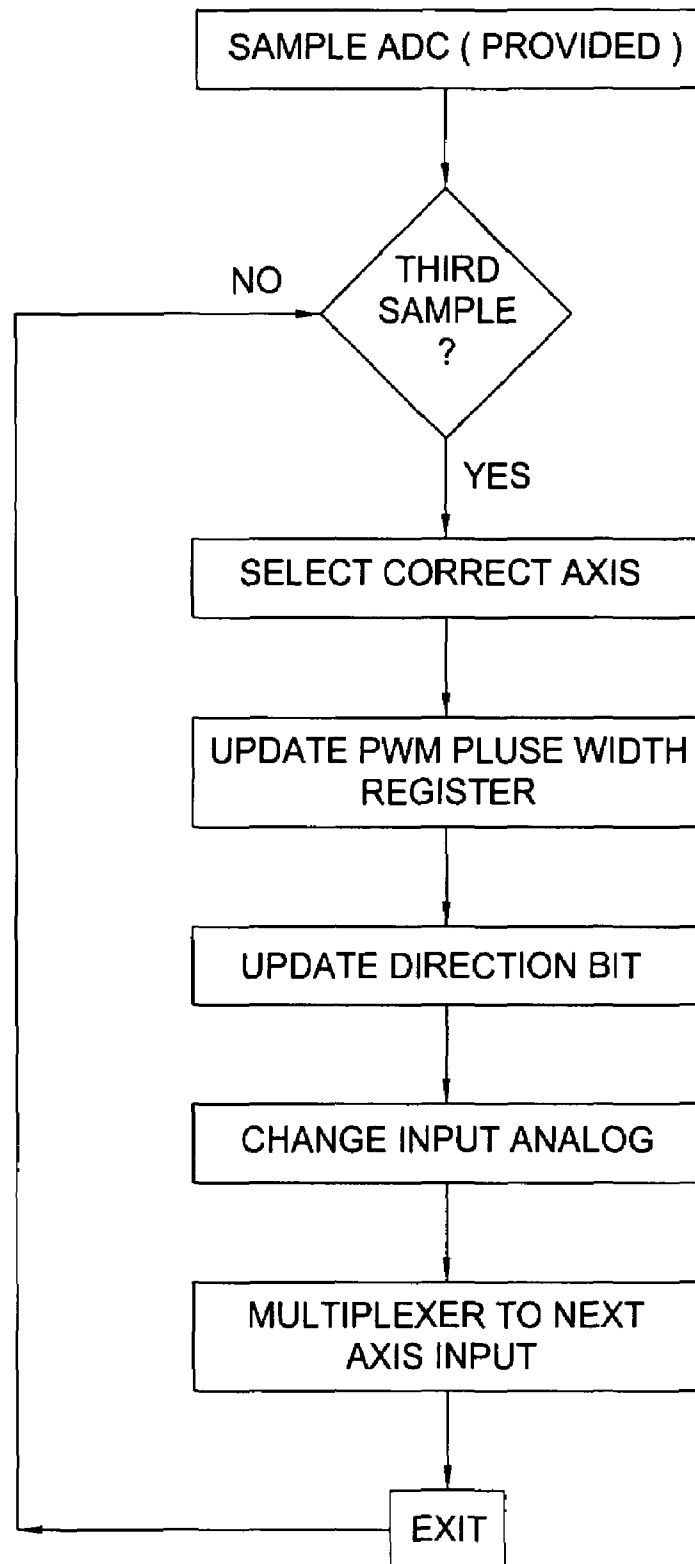 SAMPLE ADC ( PROVIDED )
THIRD
SAMPLE
?
NO
YES
SELECT CORRECT AXIS
UPDATE PWM PLUSE WIDTH
REGISTER
UPDATE DIRECTION BIT
CHANGE INPUT ANALOG
MULTIPLEXER TO NEXT
AXIS INPUT
EXIT